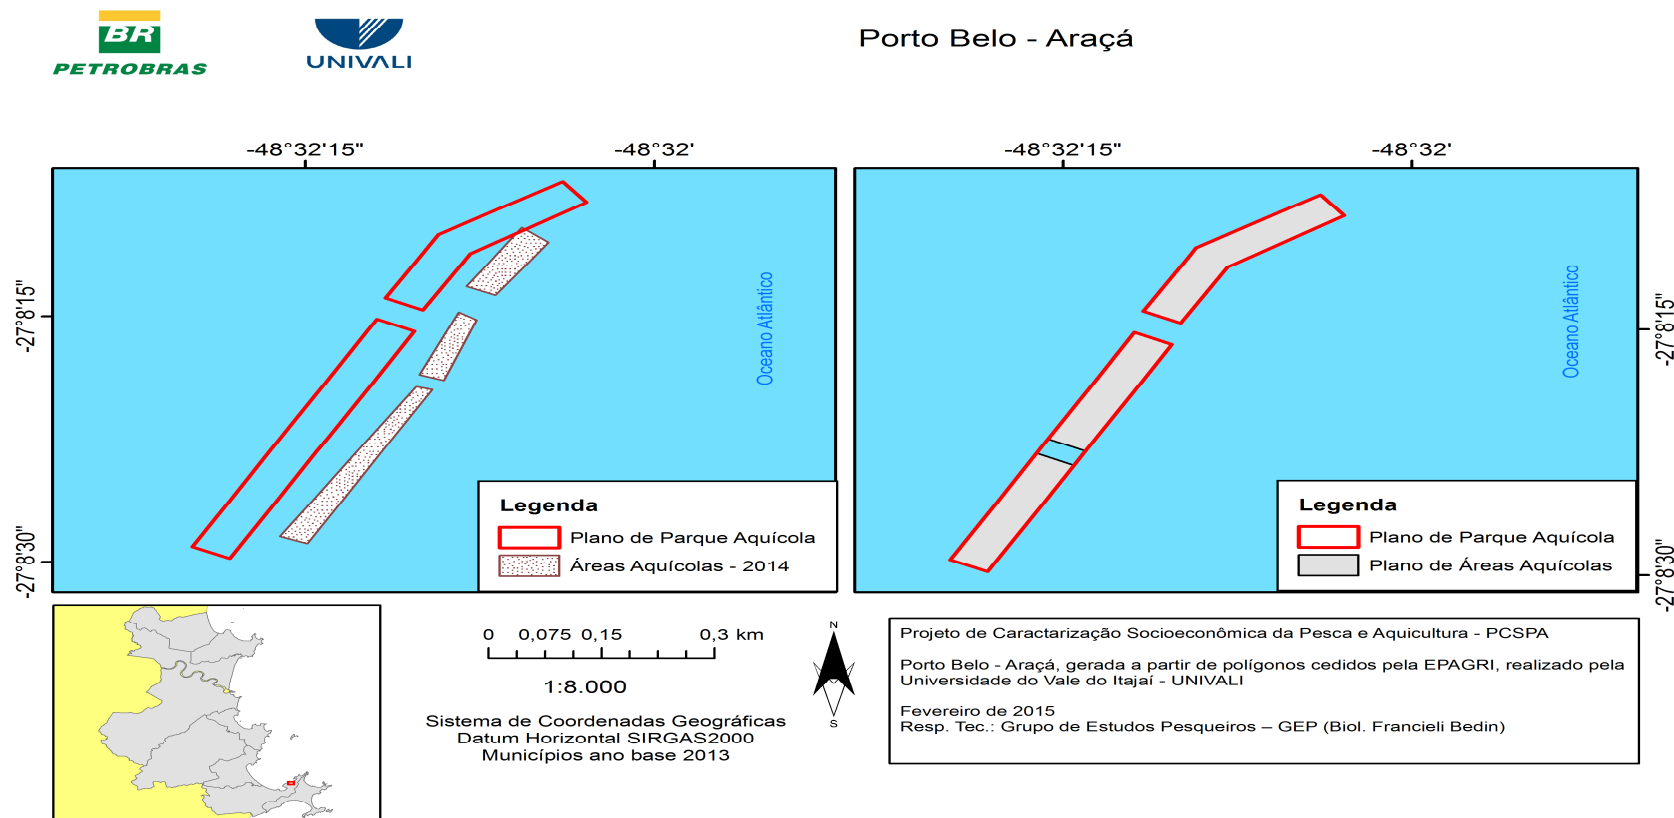 BR
PETROBRAS
UNIVALI
Porto Belo - Araçá
-48°32'15"
-48°32'
-27°8'15"
-27°8'30"
Oceano Atlântico
Legenda
Plano de Parque Aquícola
Áreas Aquícolas - 2014
-48°32'15"
-48°32'
-27°8'15"
-27°8'30"
Oceano Atlântico
Legenda
Plano de Parque Aquícola
Plano de Áreas Aquícolas
0 0,075 0,15 0,3 km
1:8.000
Sistema de Coordenadas Geográficas
Datum Horizontal SIRGAS2000
Municípios ano base 2013
N
S
Projeto de Caractarização Socioeconômica da Pesca e Aquicultura - PCSPA
Porto Belo - Araçá, gerada a partir de polígonos cedidos pela EPAGRI, realizado pela
Universidade do Vale do Itajaí - UNIVALI
Fevereiro de 2015
Resp. Tec.: Grupo de Estudos Pesqueiros – GEP (Biol. Francieli Bedin)